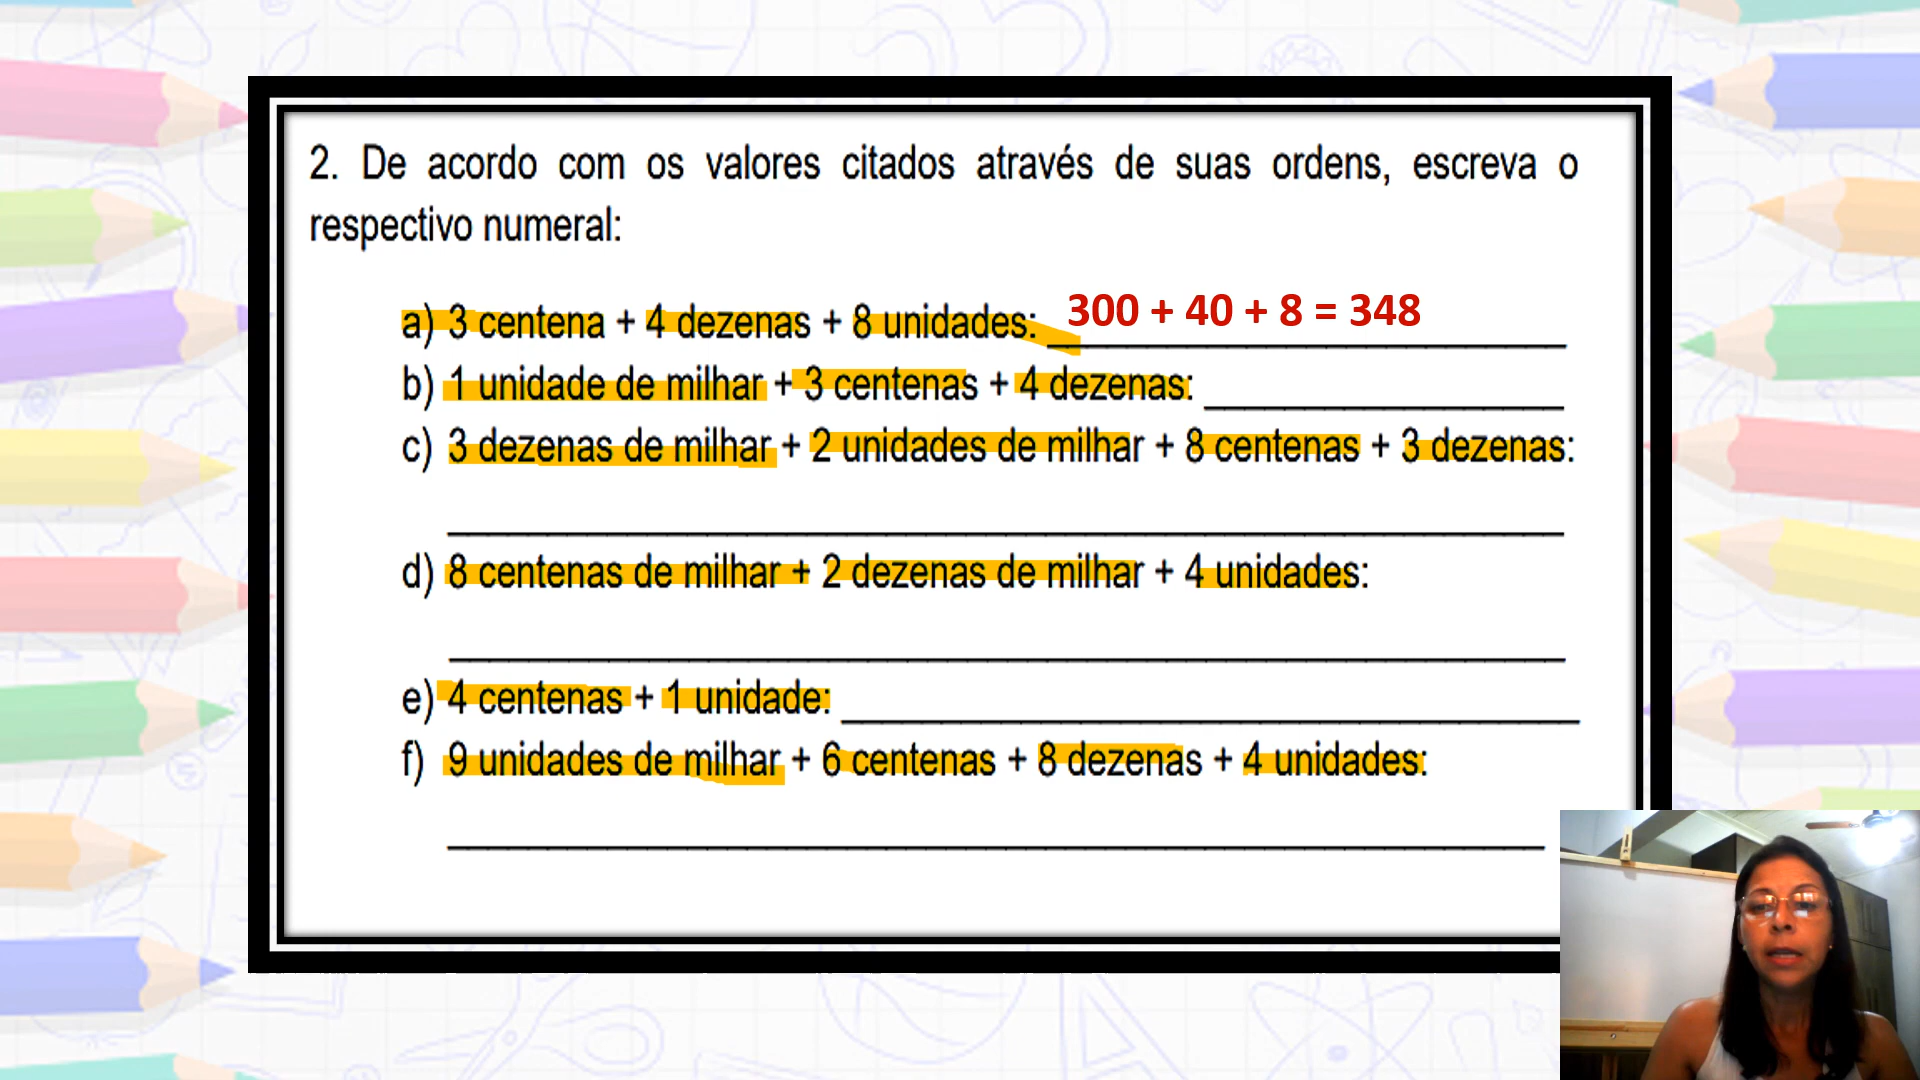 2. De acordo com os valores citados através de suas ordens, escreva o
respectivo numeral:
a) 3 centena + 4 dezenas + 8 unidades: 300 + 40 + 8 = 348
b) 1 unidade de milhar + 3 centenas + 4 dezenas:
c) 3 dezenas de milhar + 2 unidades de milhar + 8 centenas + 3 dezenas:
d) 8 centenas de milhar + 2 dezenas de milhar + 4 unidades:
e) 4 centenas + 1 unidade:
f) 9 unidades de milhar + 6 centenas + 8 dezenas + 4 unidades: